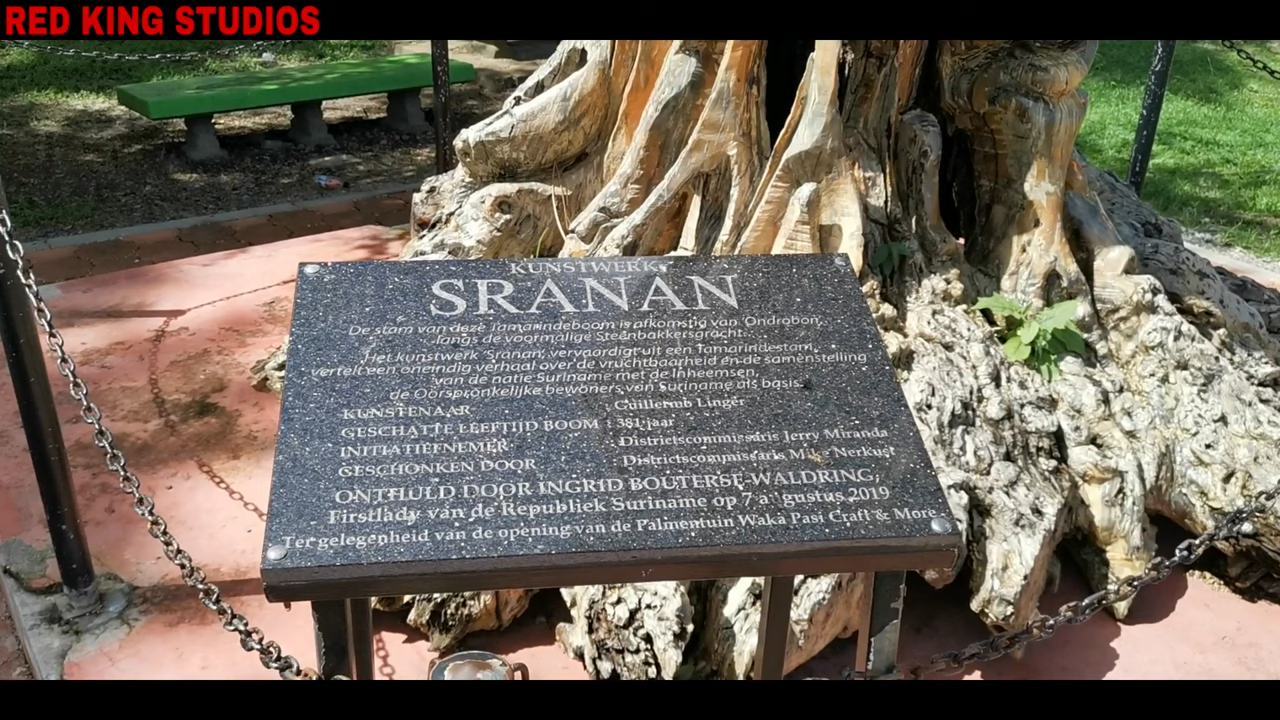 RED KING STUDIOS
KUNSTWERK
SRANAN
De stam van deze Tamarindeboom is afkomstig van 'Ondrobon',
langs de voormalige Steenbakkersgracht.
Het kunstwerk 'Sranan', vervaardigt uit een Tamarindestam,
vertelt een oneindig verhaal over de vruchtbaarheid en de samenstelling
van de natie Suriname met de Inheemsen,
de Oorspronkelijke bewoners van Suriname als basis.
KUNSTENAAR : Guillermo Linger
GESCHATTE LEEFTIJD BOOM : 381 jaar
INITIATIEFNEMER : Districtscommissaris Jerry Miranda
GESCHONKEN DOOR : Districtscommissaris Mike Nerkust
ONTHULD DOOR INGRID BOUTERSE-WALDRING,
Firstlady van de Republiek Suriname op 7 augustus 2019
Ter gelegenheid van de opening van de Palmentuin Waka Pasi Craft & More.